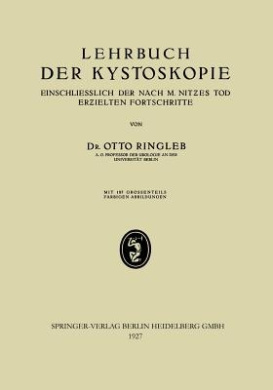 LEHRBUCH
DER KYSTOSKOPIE
EINSCHLIESSLICH DER NACH M. NITZES TOD
ERZIELTEN FORTSCHRITTE
VON
DR. OTTO RINGLEB
A. O. PROFESSOR DER UROLOGIE AN DER
UNIVERSITÄT BERLIN
MIT 187 GROSSENTEILS
FARBIGEN ABBILDUNGEN
SPRINGER-VERLAG BERLIN HEIDELBERG GMBH
1927